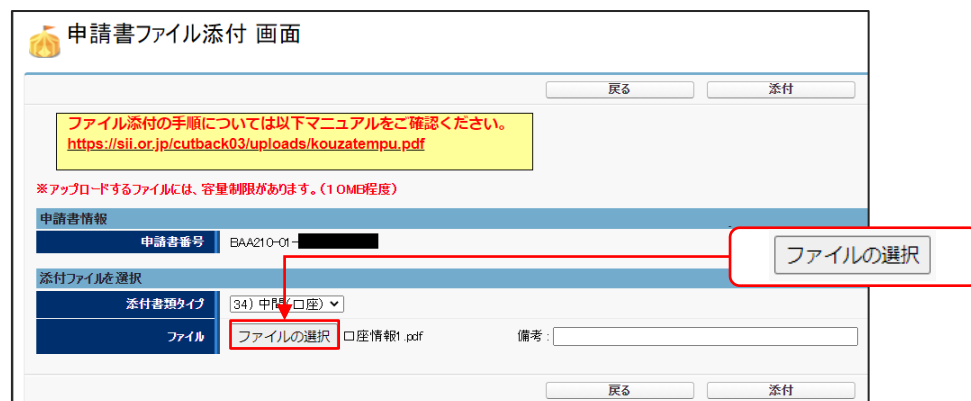 申請書ファイル添付 画面
戻る 添付
ファイル添付の手順については以下マニュアルをご確認ください。
https://sii.or.jp/cutback03/uploads/kouzatempu.pdf
※アップロードするファイルには、容量制限があります。(10MB程度)
申請書情報
申請書番号 BAA210-01-
ファイルの選択
添付ファイルを選択
添付書類タイプ 34) 中間(口座)
ファイル ファイルの選択 口座情報1.pdf 備考:
戻る 添付